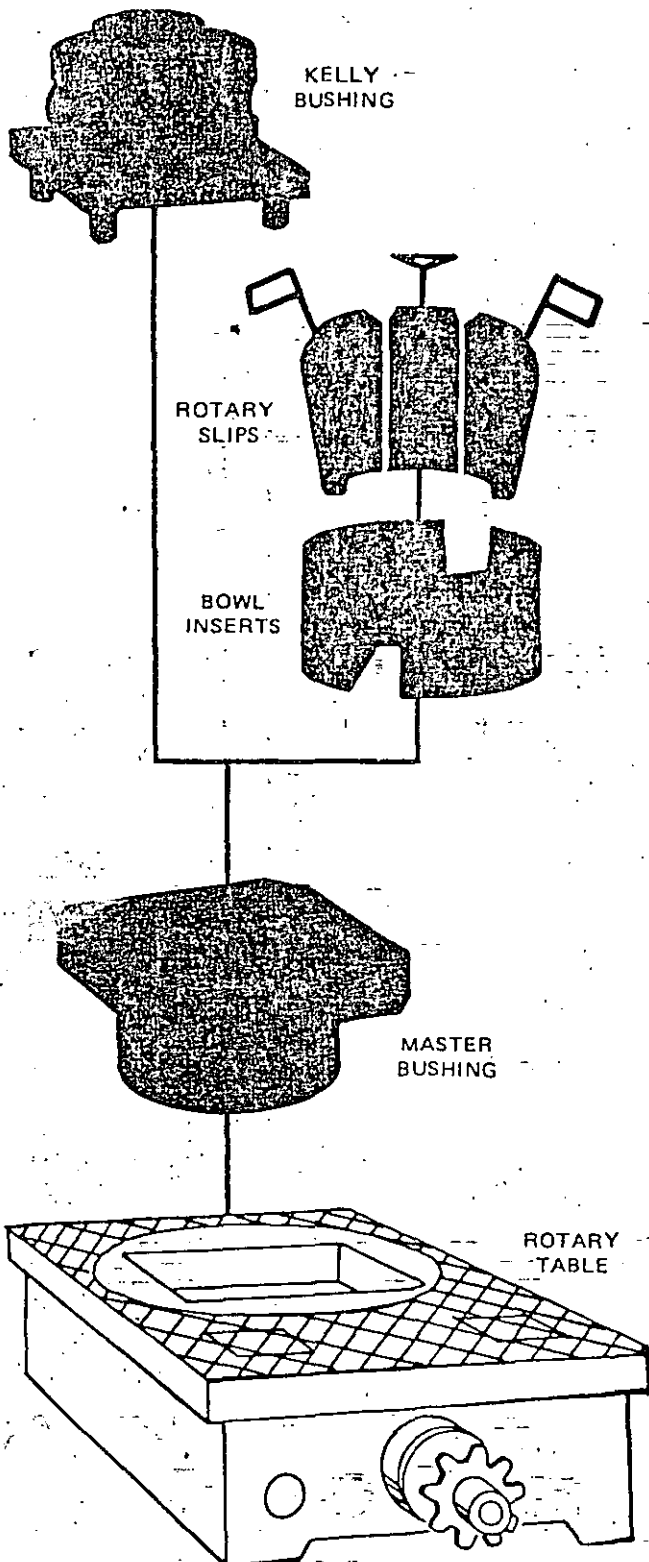 KELLY
BUSHING
ROTARY
SLIPS
BOWL
INSERTS
MASTER
BUSHING
ROTARY
TABLE